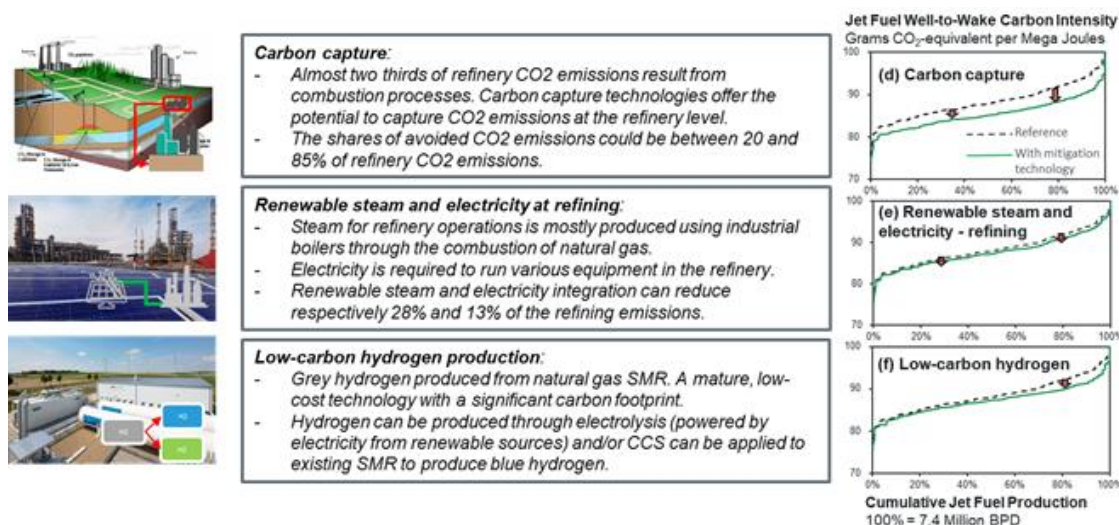 Carbon capture:
- Almost two thirds of refinery CO2 emissions result from
combustion processes. Carbon capture technologies offer the
potential to capture CO2 emissions at the refinery level.
- The shares of avoided CO2 emissions could be between 20 and
85% of refinery CO2 emissions.
Renewable steam and electricity at refining:
- Steam for refinery operations is mostly produced using industrial
boilers through the combustion of natural gas.
- Electricity is required to run various equipment in the refinery.
- Renewable steam and electricity integration can reduce
respectively 28% and 13% of the refining emissions.
Low-carbon hydrogen production:
- Grey hydrogen produced from natural gas SMR. A mature, low-
cost technology with a significant carbon footprint.
- Hydrogen can be produced through electrolysis (powered by
electricity from renewable sources) and/or CCS can be applied to
existing SMR to produce blue hydrogen.
Jet Fuel Well-to-Wake Carbon Intensity
Grams CO₂-equivalent per Mega Joules
100
(d) Carbon capture
90
80
Reference
With mitigation
technology
70
0% 20% 40% 60% 80% 100%
100
(e) Renewable steam and
electricity - refining
90
80
70
0% 20% 40% 60% 80% 100%
100
(f) Low-carbon hydrogen
90
80
70
0% 20% 40% 60% 80% 100%
Cumulative Jet Fuel Production
100% = 7.4 Million BPD